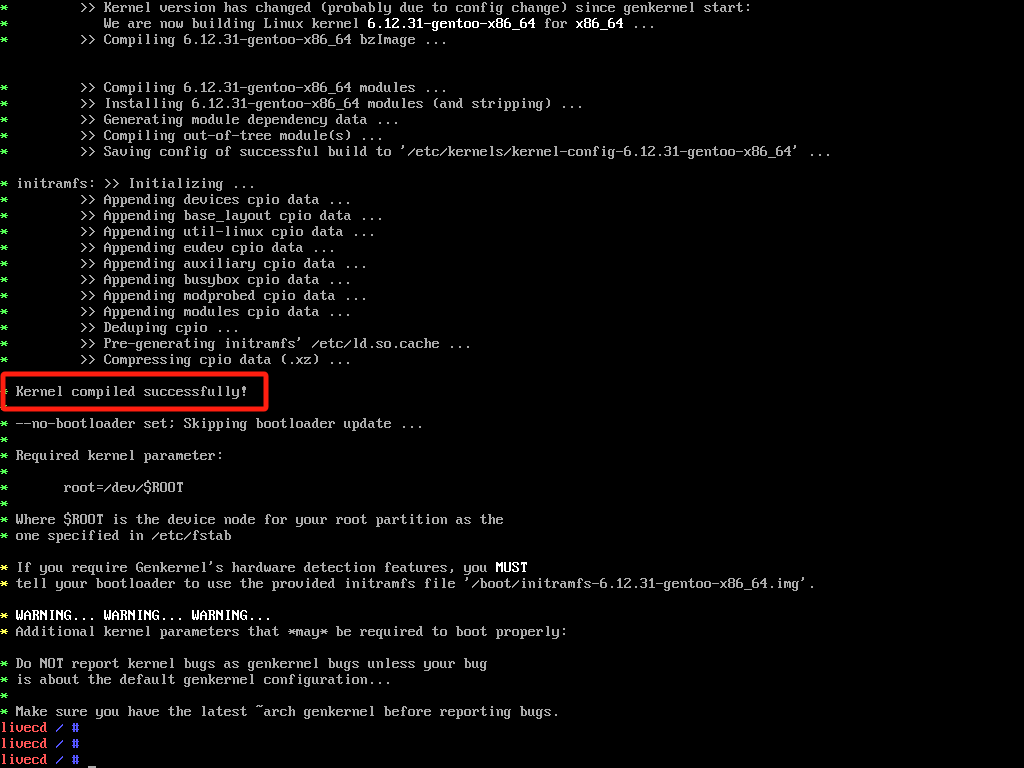 *         >> Kernel version has changed (probably due to config change) since genkernel start:
*            We are now building Linux kernel 6.12.31-gentoo-x86_64 for x86_64 ...
*         >> Compiling 6.12.31-gentoo-x86_64 bzImage ...
*         >> Compiling 6.12.31-gentoo-x86_64 modules ...
*         >> Installing 6.12.31-gentoo-x86_64 modules (and stripping) ...
*         >> Generating module dependency data ...
*         >> Compiling out-of-tree module(s) ...
*         >> Saving config of successful build to '/etc/kernels/kernel-config-6.12.31-gentoo-x86_64' ...
* initramfs: >> Initializing ...
*         >> Appending devices cpio data ...
*         >> Appending base_layout cpio data ...
*         >> Appending util-linux cpio data ...
*         >> Appending eudev cpio data ...
*         >> Appending auxiliary cpio data ...
*         >> Appending busybox cpio data ...
*         >> Appending modprobed cpio data ...
*         >> Appending modules cpio data ...
*         >> Deduping cpio ...
*         >> Pre-generating initramfs' /etc/ld.so.cache ...
*         >> Compressing cpio data (.xz) ...
* Kernel compiled successfully!
*
* --no-bootloader set; Skipping bootloader update ...
*
* Required kernel parameter:
*
*       root=/dev/$ROOT
*
* Where $ROOT is the device node for your root partition as the
* one specified in /etc/fstab
* If you require Genkernel's hardware detection features, you MUST
* tell your bootloader to use the provided initramfs file '/boot/initramfs-6.12.31-gentoo-x86_64.img'.
* WARNING... WARNING... WARNING...
* Additional kernel parameters that *may* be required to boot properly:
* Do NOT report kernel bugs as genkernel bugs unless your bug
* is about the default genkernel configuration...
*
* Make sure you have the latest ~arch genkernel before reporting bugs.
livecd / #
livecd / #
livecd / # _